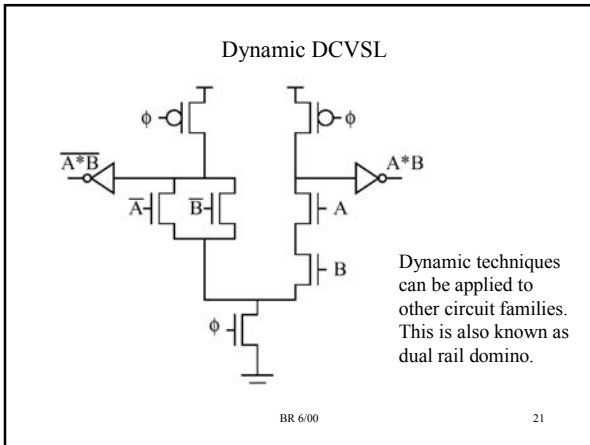 Dynamic DCVSL
ϕ
ϕ
A*B
A*B
A
B
A
B
Dynamic techniques
can be applied to
other circuit families.
This is also known as
dual rail domino.
ϕ
BR 6/00
21